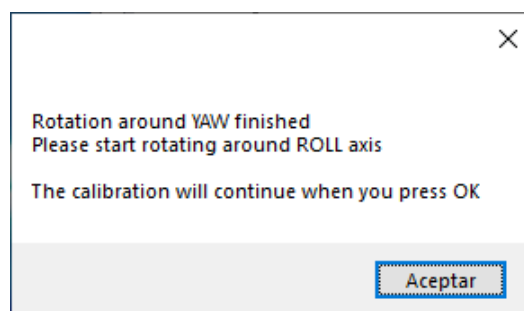 Rotation around YAW finished
Please start rotating around ROLL axis
The calibration will continue when you press OK
Aceptar